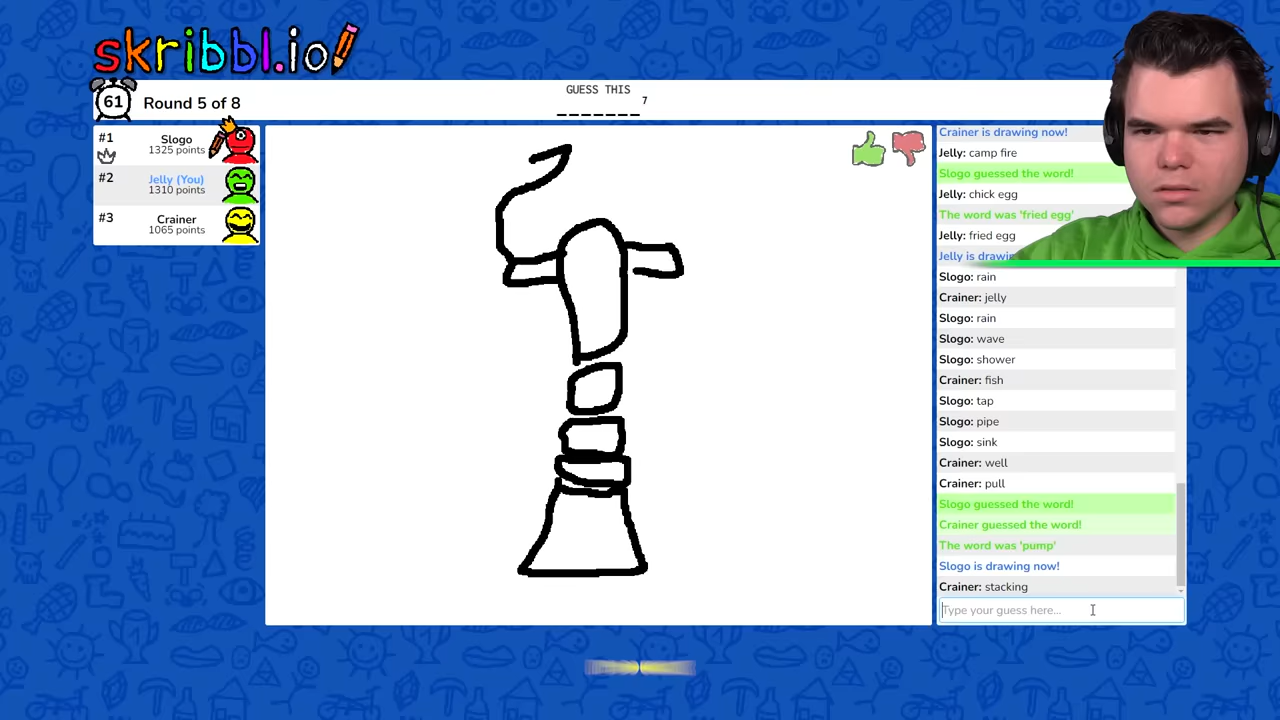 skribbl.io
61
Round 5 of 8
GUESS THIS
7
_______
#1
Slogo
1325 points
#2
Jelly (You)
1310 points
#3
Crainer
1065 points
Crainer is drawing now!
Jelly: camp fire
Slogo guessed the word!
Jelly: chick egg
The word was 'fried egg'
Jelly: fried egg
Jelly is drawin
Slogo: rain
Crainer: jelly
Slogo: rain
Slogo: wave
Slogo: shower
Crainer: fish
Slogo: tap
Slogo: pipe
Slogo: sink
Crainer: well
Crainer: pull
Slogo guessed the word!
Crainer guessed the word!
The word was 'pump'
Slogo is drawing now!
Crainer: stacking
Type your guess here...